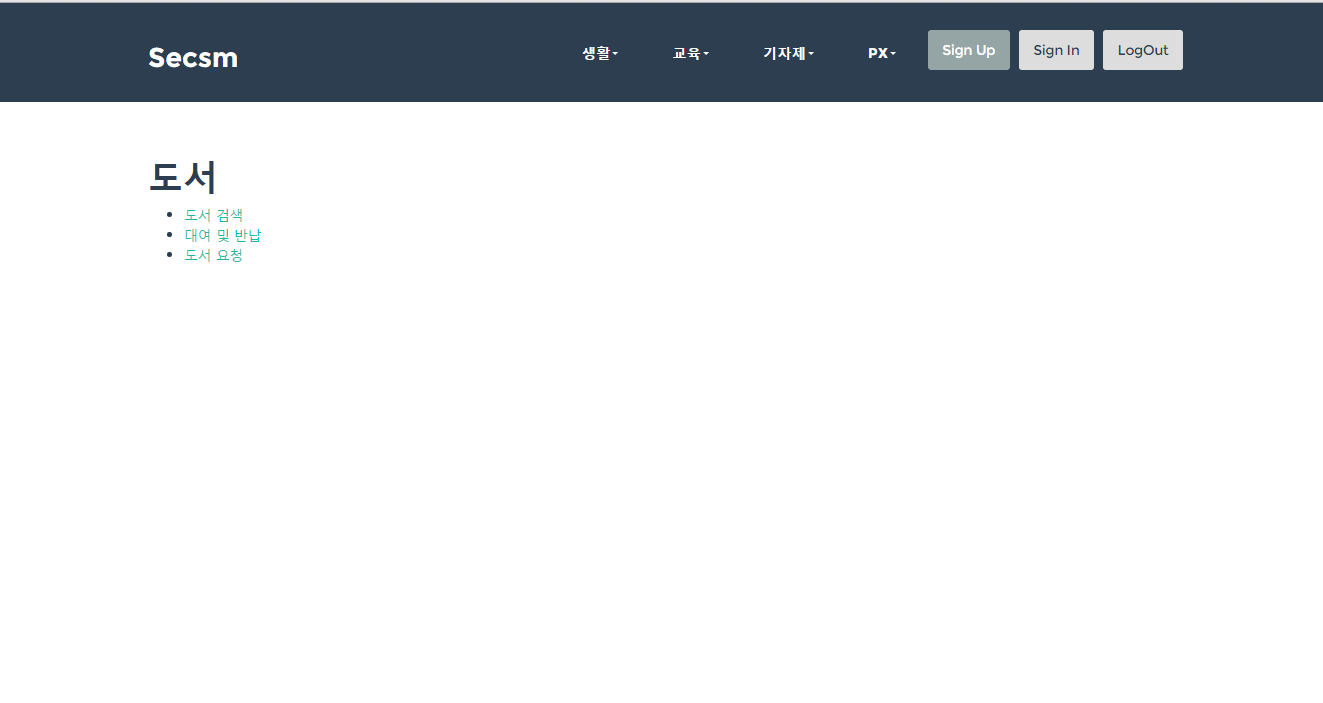 Secsm 생활 교육 기자제 PX Sign Up Sign In LogOut
도서
도서 검색
대여 및 반납
도서 요청